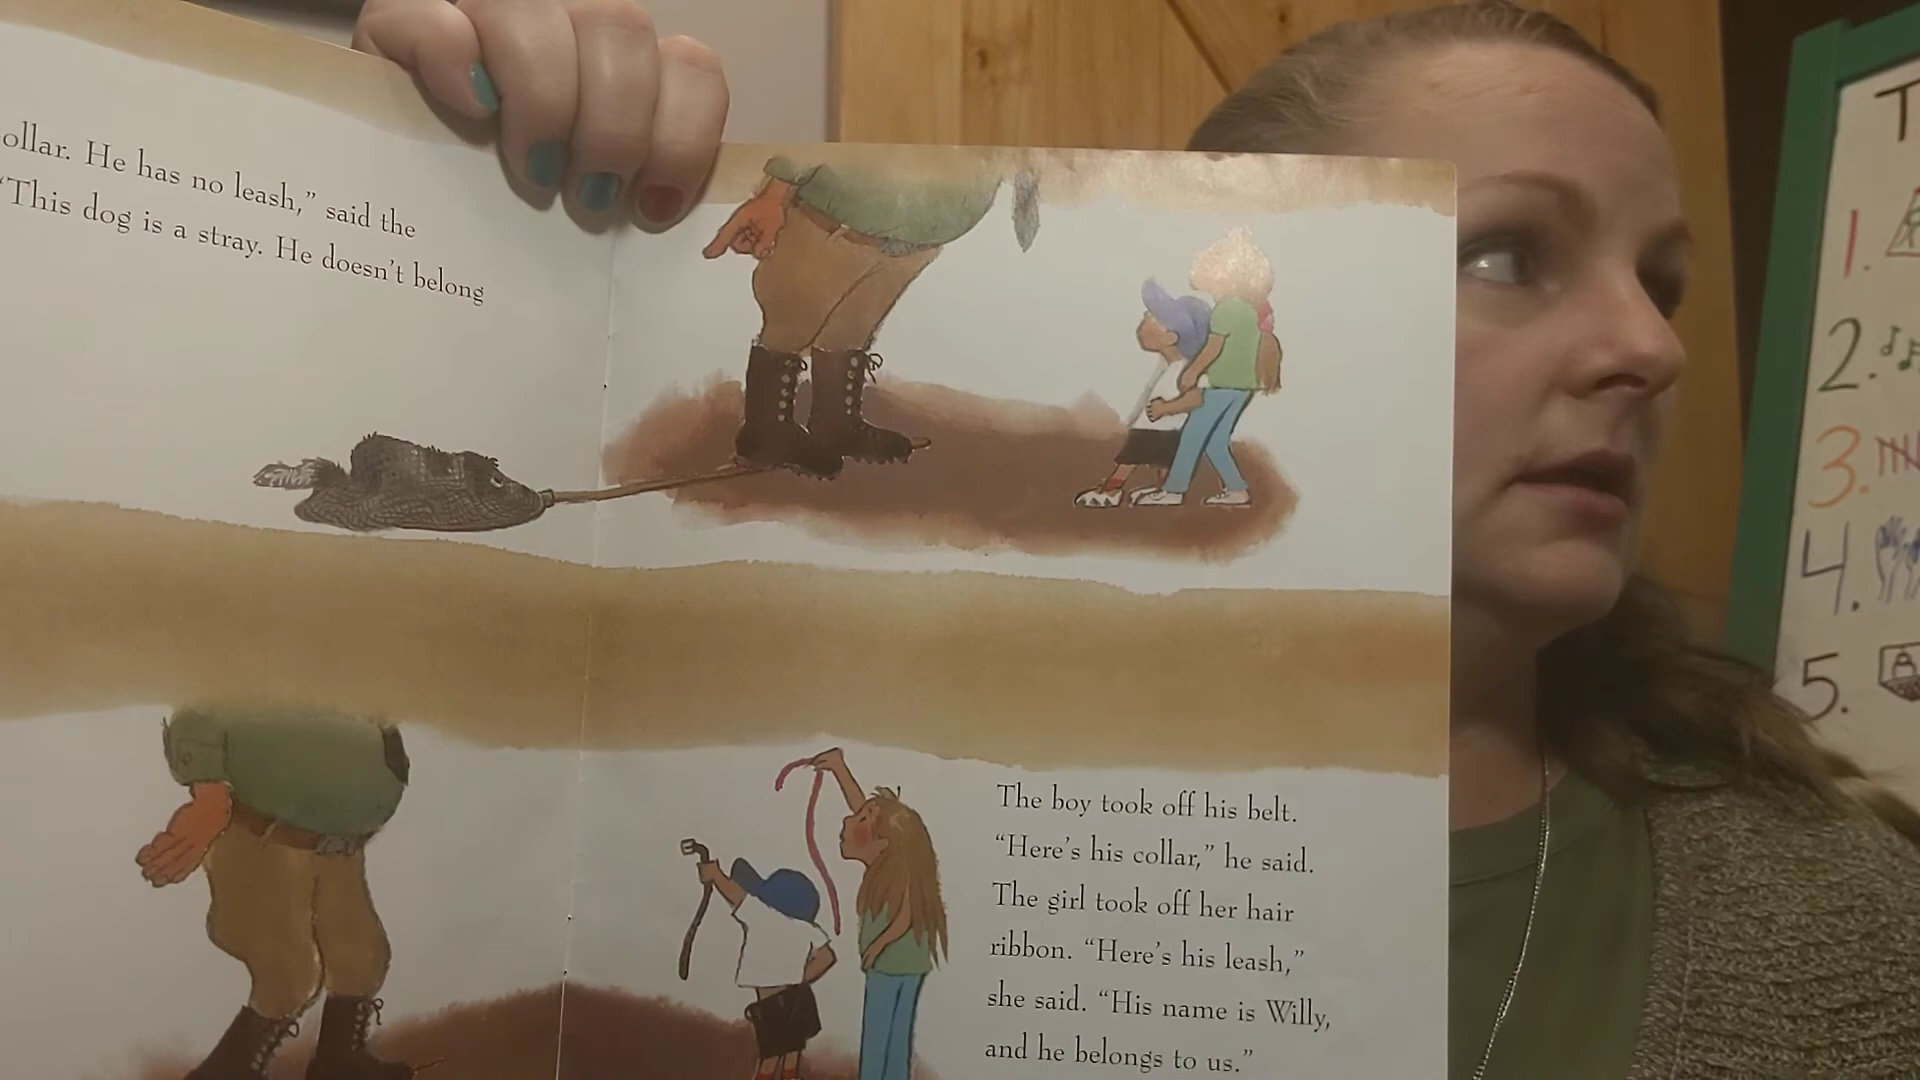 ollar. He has no leash,” said the
“This dog is a stray. He doesn’t belong
The boy took off his belt.
“Here’s his collar,” he said.
The girl took off her hair
ribbon. “Here’s his leash,”
she said. “His name is Willy,
and he belongs to us.”
T
1.
2.
3.
4.
5.